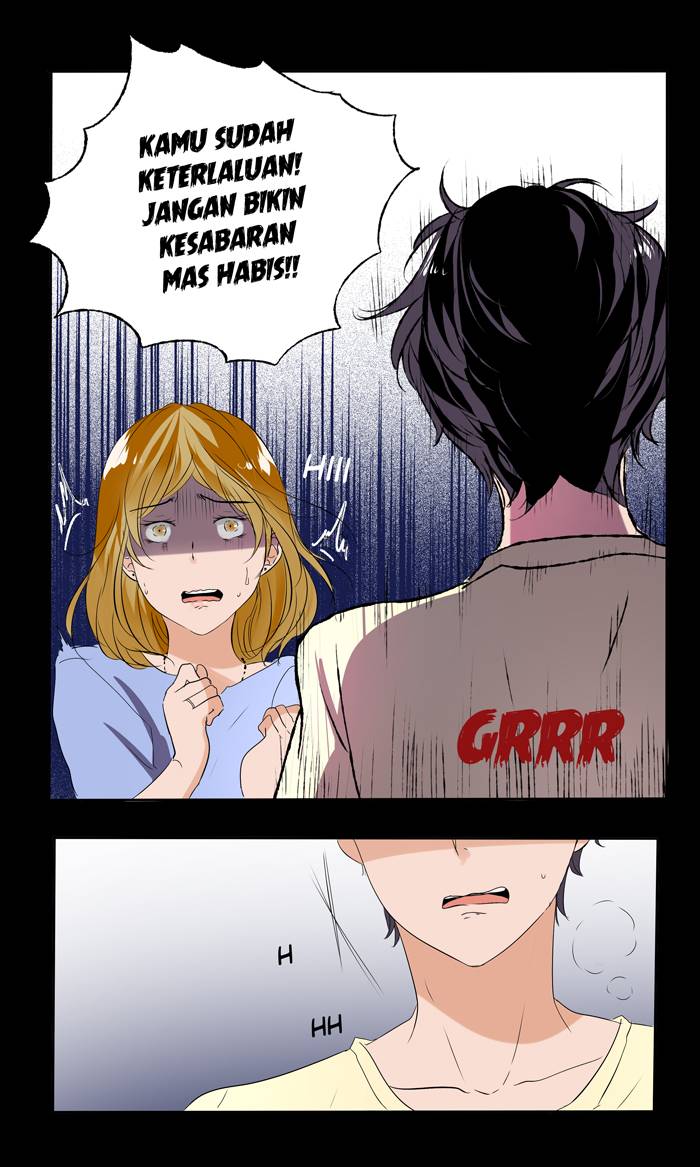 KAMU SUDAH
KETERLALUAN!
JANGAN BIKIN
KESABARAN
MAS HABIS!!
HIII
GRRR
H
HH